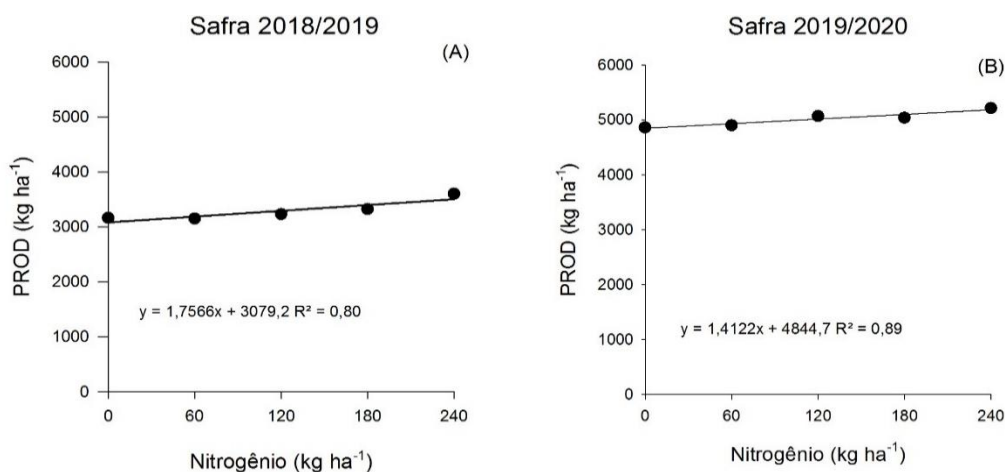 Safra 2018/2019
(A)
6000
5000
4000
3000
2000
1000
0
PROD (kg ha⁻¹)
y = 1,7566x + 3079,2 R² = 0,80
0 60 120 180 240
Nitrogênio (kg ha⁻¹)
Safra 2019/2020
(B)
6000
5000
4000
3000
2000
1000
0
PROD (kg ha⁻¹)
y = 1,4122x + 4844,7 R² = 0,89
0 60 120 180 240
Nitrogênio (kg ha⁻¹)